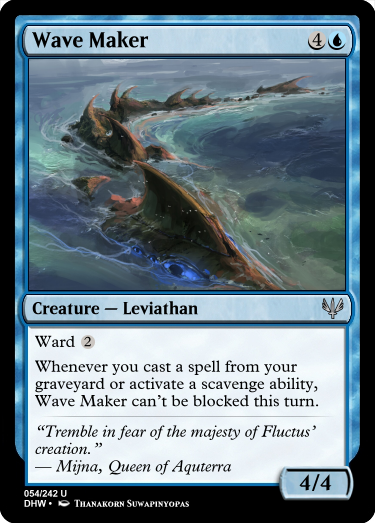 Wave Maker 4
Creature — Leviathan
Ward 2
Whenever you cast a spell from your
graveyard or activate a scavenge ability,
Wave Maker can't be blocked this turn.
"Tremble in fear of the majesty of Fluctus'
creation."
— Mijna, Queen of Aquterra
4/4
054/242 U
DHW • Thanakorn Suwapinyopas